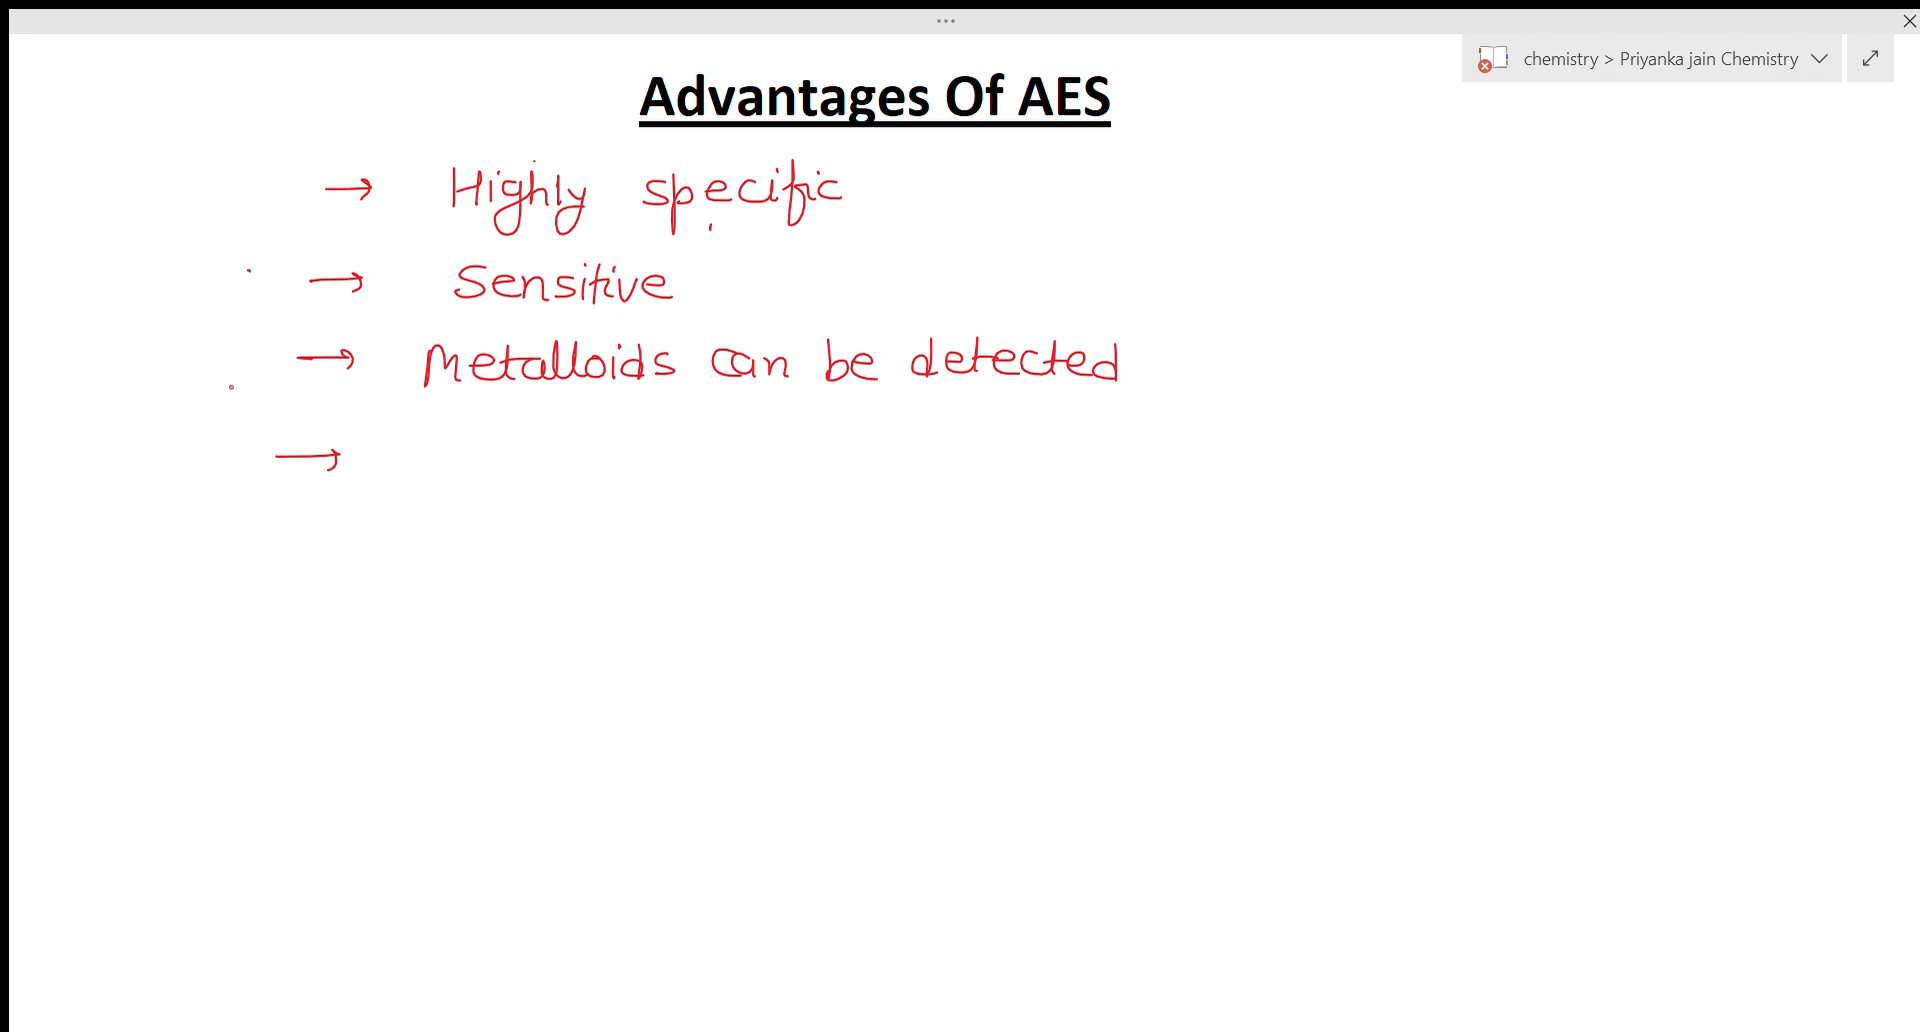 chemistry > Priyanka jain Chemistry
Advantages Of AES
→ Highly specific
→ Sensitive
→ Metalloids can be detected
→